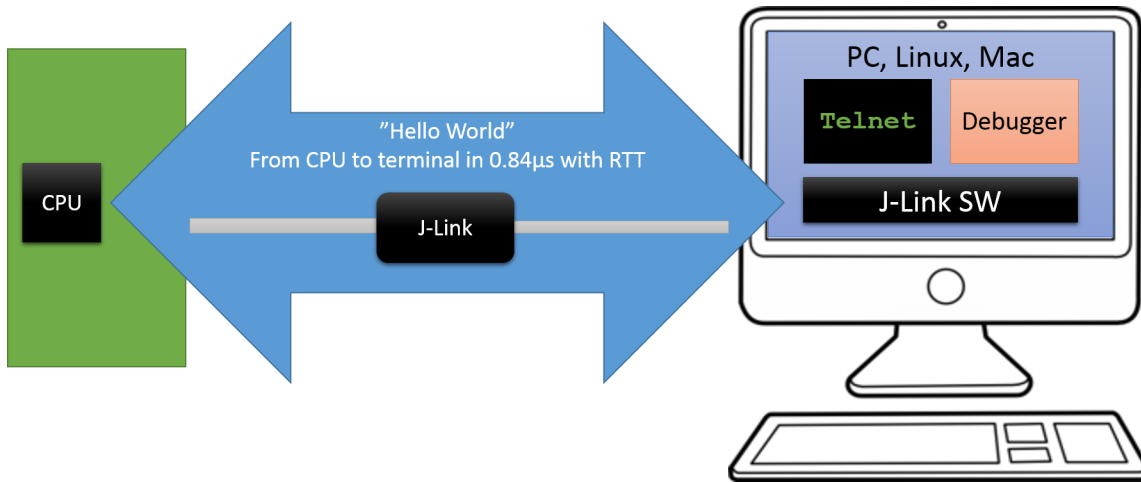 PC, Linux, Mac
Telnet
Debugger
”Hello World”
From CPU to terminal in 0.84µs with RTT
CPU
J-Link
J-Link SW